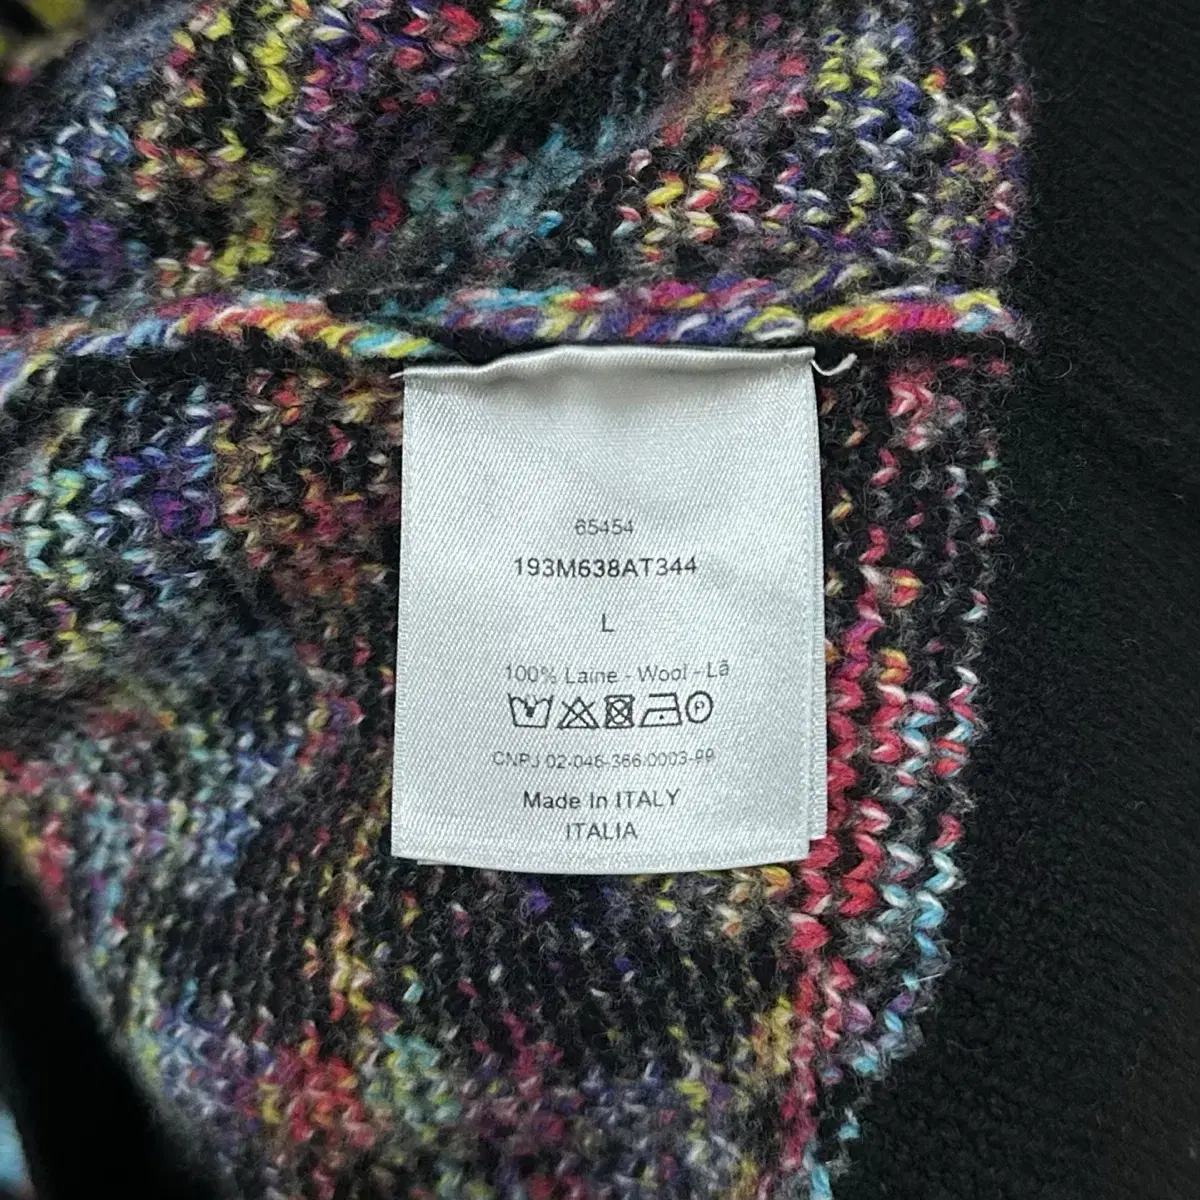 65454
193M638AT344
L
100% Laine - Wool - Lã
P
CNPJ 02-046-366/0003-99
Made In ITALY
ITALIA